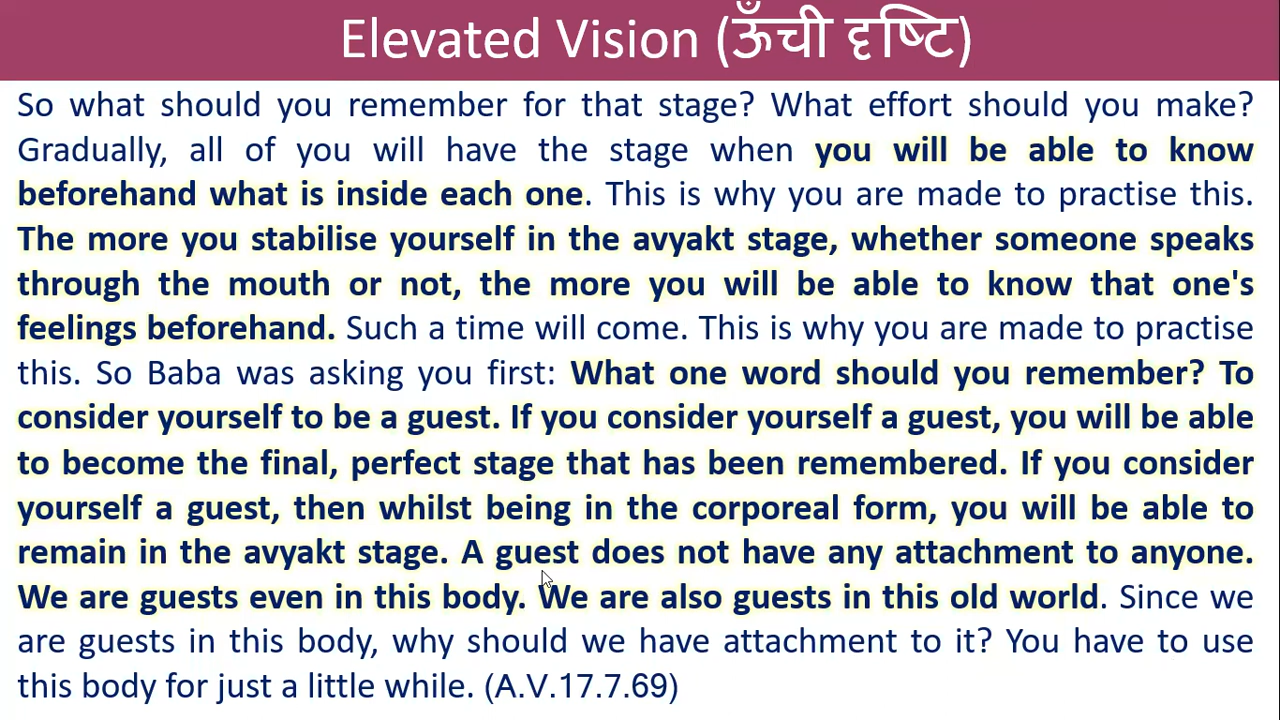 Elevated Vision (ऊँची दृष्टि)
So what should you remember for that stage? What effort should you make?
Gradually, all of you will have the stage when you will be able to know
beforehand what is inside each one. This is why you are made to practise this.
The more you stabilise yourself in the avyakt stage, whether someone speaks
through the mouth or not, the more you will be able to know that one's
feelings beforehand. Such a time will come. This is why you are made to practise
this. So Baba was asking you first: What one word should you remember? To
consider yourself to be a guest. If you consider yourself a guest, you will be able
to become the final, perfect stage that has been remembered. If you consider
yourself a guest, then whilst being in the corporeal form, you will be able to
remain in the avyakt stage. A guest does not have any attachment to anyone.
We are guests even in this body. We are also guests in this old world. Since we
are guests in this body, why should we have attachment to it? You have to use
this body for just a little while. (A.V.17.7.69)